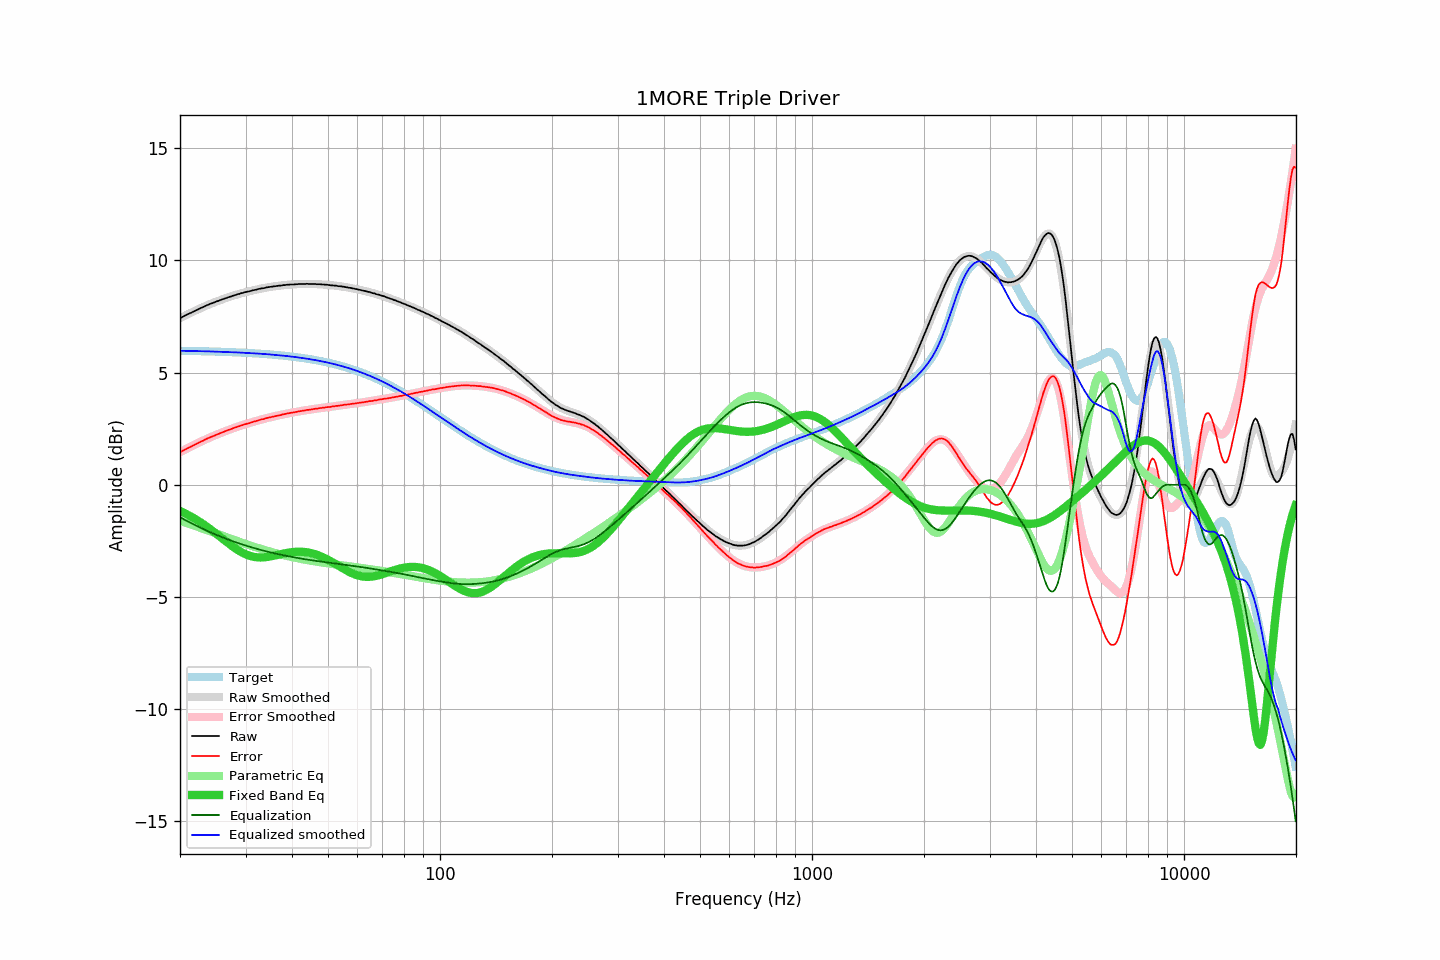 1MORE Triple Driver
Amplitude (dBr)
15
10
5
0
−5
−10
−15
Target
Raw Smoothed
Error Smoothed
Raw
Error
Parametric Eq
Fixed Band Eq
Equalization
Equalized smoothed
100 1000 10000
Frequency (Hz)